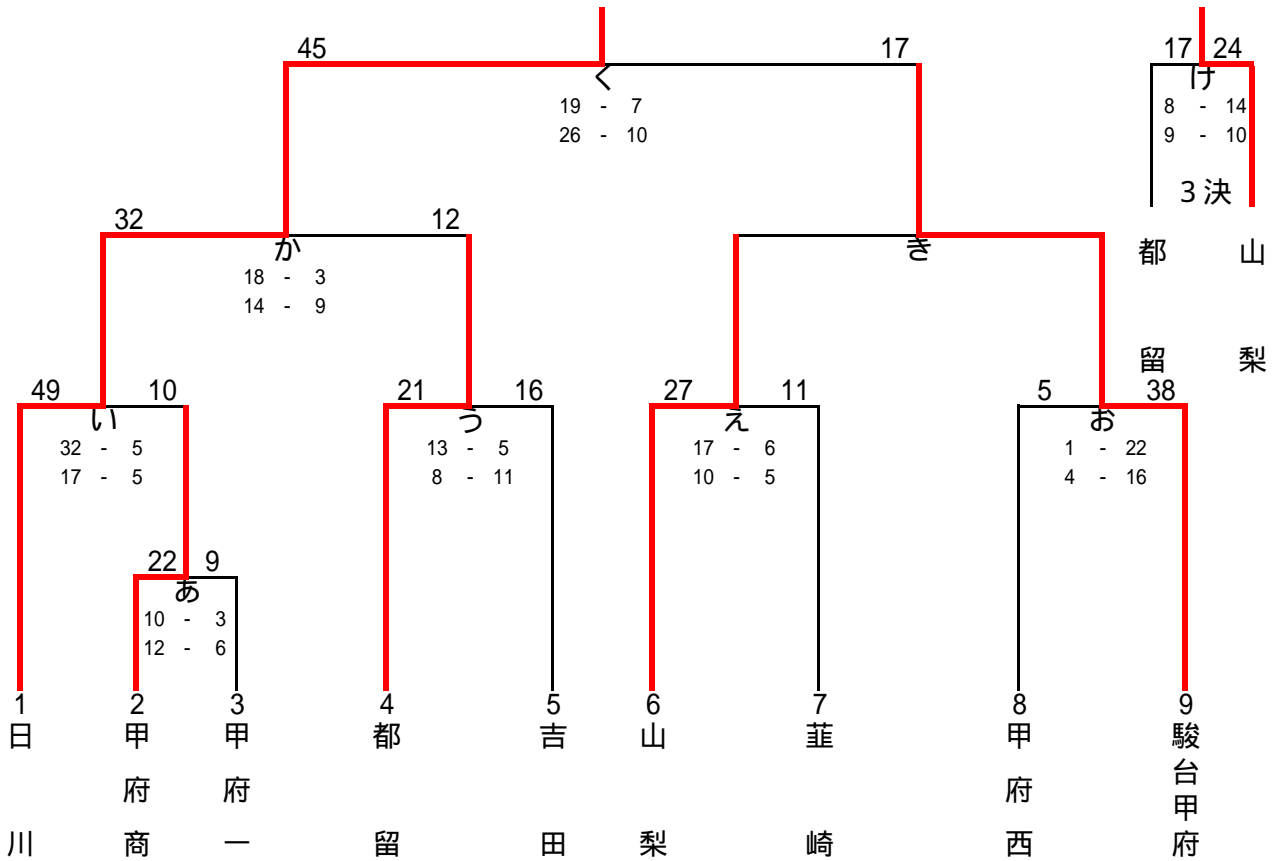 45 17 17 24
く け
19 - 7 8 - 14
26 - 10 9 - 10
3決
32 12
か き
18 - 3
14 - 9
都留 山梨
49 10 21 16 27 11 5 38
い う え お
32 - 5 13 - 5 17 - 6 1 - 22
17 - 5 8 - 11 10 - 5 4 - 16
22 9
あ
10 - 3
12 - 6
1 2 3 4 5 6 7 8 9
日川 甲府商 甲府一 都留 吉田 山梨 韮崎 甲府西 駿台甲府